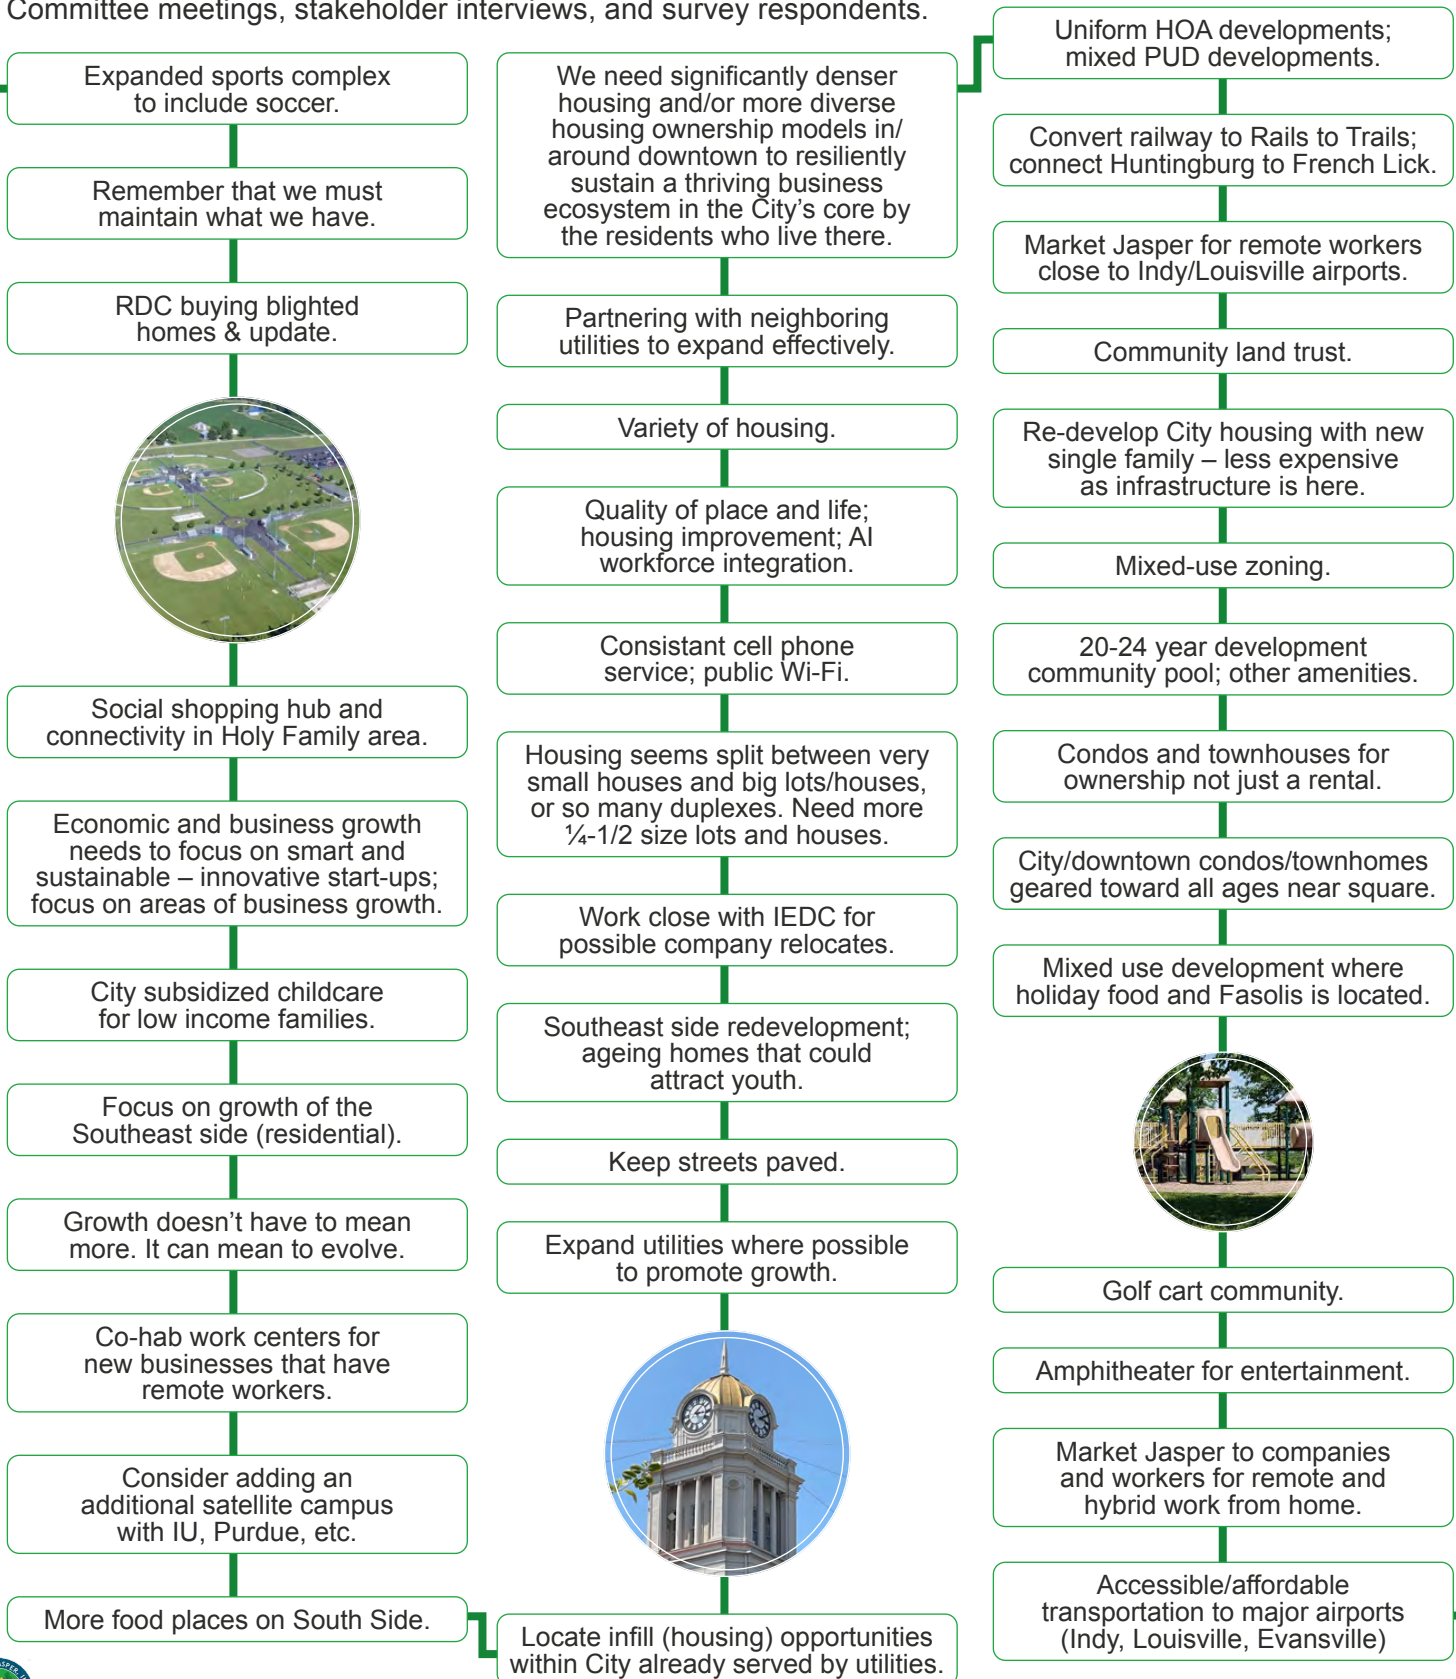 Committee meetings, stakeholder interviews, and survey respondents.
Expanded sports complex
to include soccer.
Remember that we must
maintain what we have.
RDC buying blighted
homes & update.
Social shopping hub and
connectivity in Holy Family area.
Economic and business growth
needs to focus on smart and
sustainable – innovative start-ups;
focus on areas of business growth.
City subsidized childcare
for low income families.
Focus on growth of the
Southeast side (residential).
Growth doesn’t have to mean
more. It can mean to evolve.
Co-hab work centers for
new businesses that have
remote workers.
Consider adding an
additional satellite campus
with IU, Purdue, etc.
More food places on South Side.
We need significantly denser
housing and/or more diverse
housing ownership models in/
around downtown to resiliently
sustain a thriving business
ecosystem in the City’s core by
the residents who live there.
Partnering with neighboring
utilities to expand effectively.
Variety of housing.
Quality of place and life;
housing improvement; AI
workforce integration.
Consistant cell phone
service; public Wi-Fi.
Housing seems split between very
small houses and big lots/houses,
or so many duplexes. Need more
¼-1/2 size lots and houses.
Work close with IEDC for
possible company relocates.
Southeast side redevelopment;
ageing homes that could
attract youth.
Keep streets paved.
Expand utilities where possible
to promote growth.
Locate infill (housing) opportunities
within City already served by utilities.
Uniform HOA developments;
mixed PUD developments.
Convert railway to Rails to Trails;
connect Huntingburg to French Lick.
Market Jasper for remote workers
close to Indy/Louisville airports.
Community land trust.
Re-develop City housing with new
single family – less expensive
as infrastructure is here.
Mixed-use zoning.
20-24 year development
community pool; other amenities.
Condos and townhouses for
ownership not just a rental.
City/downtown condos/townhomes
geared toward all ages near square.
Mixed use development where
holiday food and Fasolis is located.
Golf cart community.
Amphitheater for entertainment.
Market Jasper to companies
and workers for remote and
hybrid work from home.
Accessible/affordable
transportation to major airports
(Indy, Louisville, Evansville)